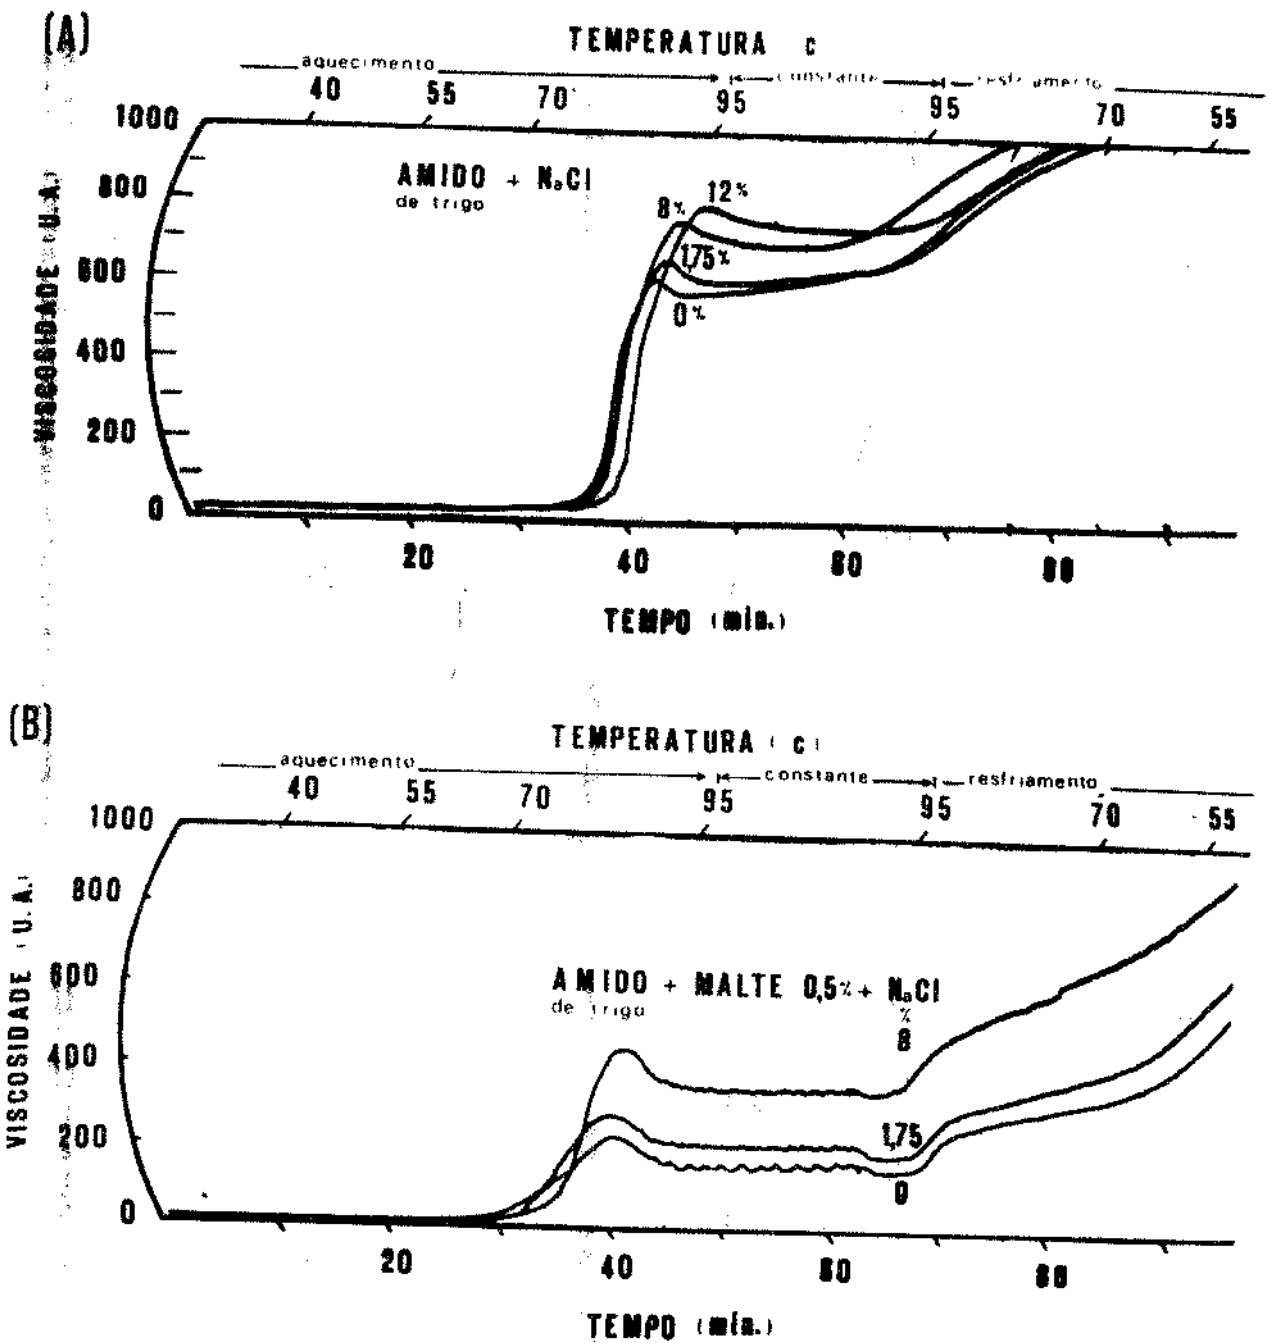 (A)
TEMPERATURA C
aquecimento constante resfriamento
40 55 70 95 95 70 55
1000
AMIDO + NaCl
de trigo
800
600
400
200
0
VISCOSIDADE (U.A.)
12%
8%
1,75%
0%
20 40 60 80
TEMPO (min.)
(B)
TEMPERATURA (C)
aquecimento constante resfriamento
40 55 70 95 95 70 55
1000
800
600
400
200
0
VISCOSIDADE (U.A.)
AMIDO + MALTE 0,5% + NaCl
de trigo
%
8
1,75
0
20 40 60 80
TEMPO (min.)